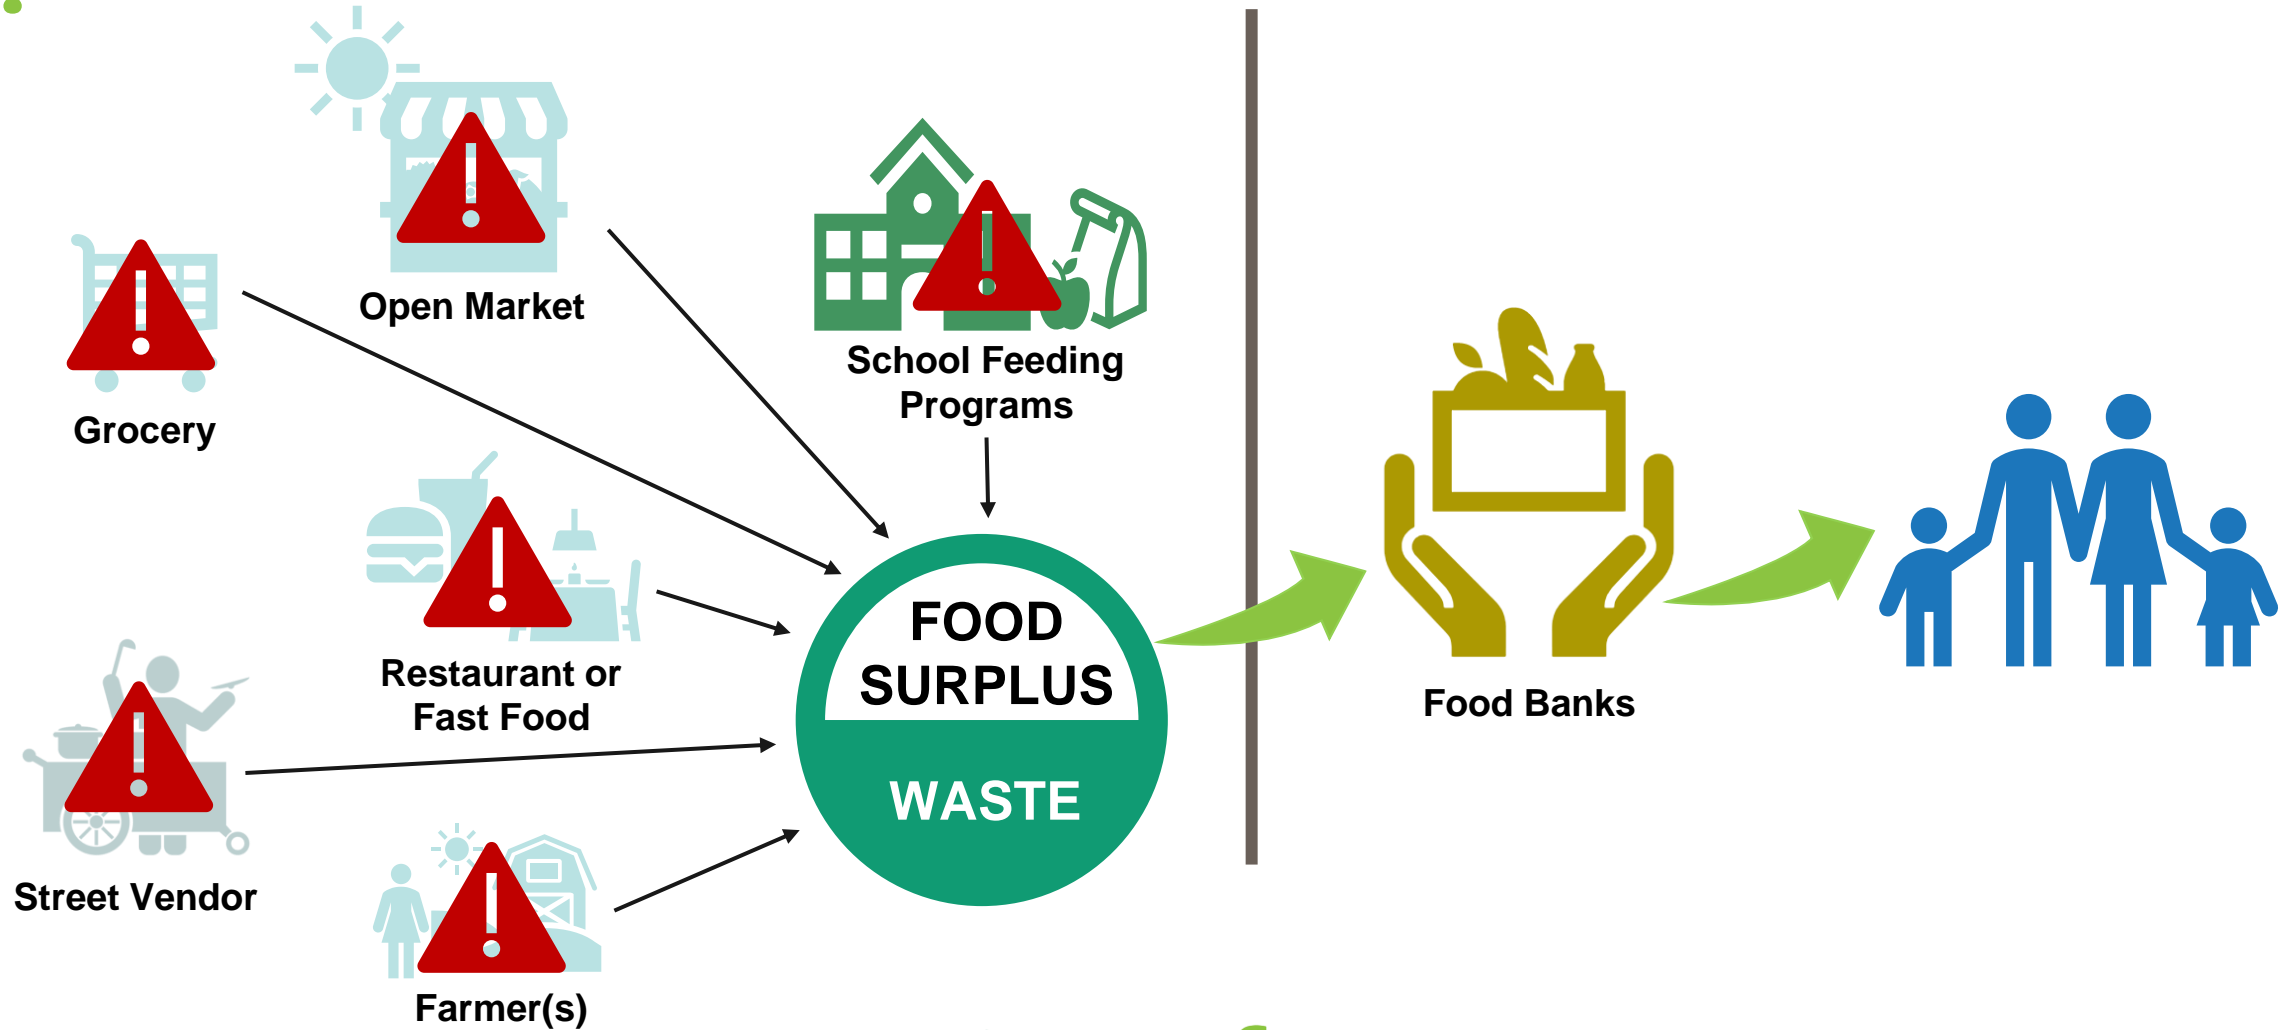 Open Market
School Feeding
Programs
Grocery
Restaurant or
Fast Food
Street Vendor
Farmer(s)
FOOD
SURPLUS
WASTE
Food Banks